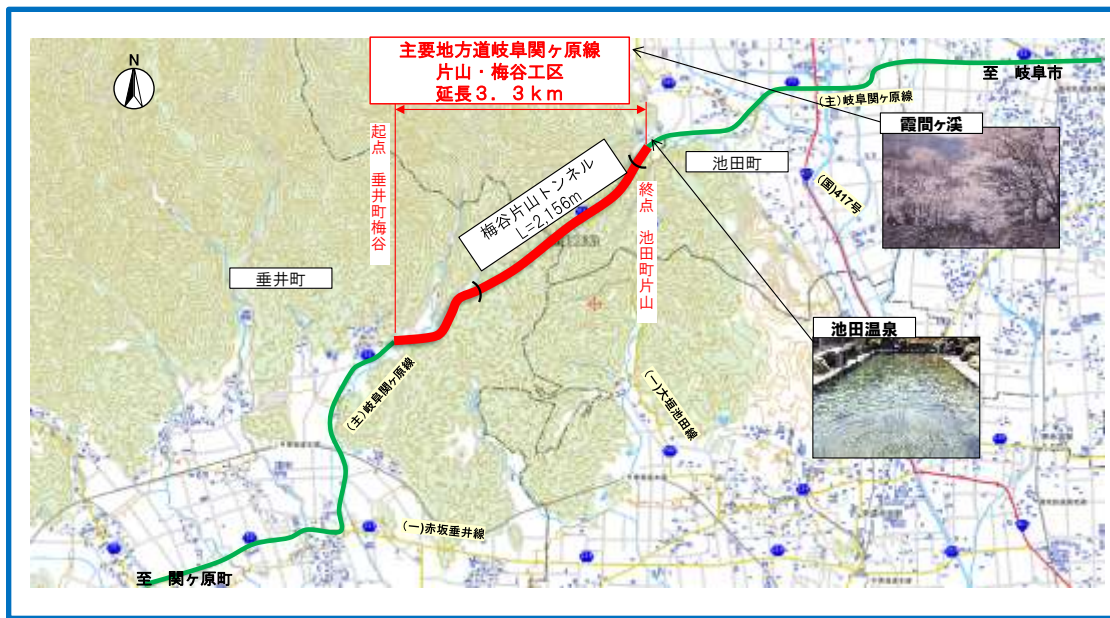 N
主要地方道岐阜関ヶ原線
片山・梅谷工区
延長3．3km
至 岐阜市
(主)岐阜関ヶ原線
霞間ヶ渓
起点 垂井町梅谷
池田町
(国)417号
梅谷片山トンネル
L=2,156m
終点 池田町片山
垂井町
池田温泉
(主)岐阜関ヶ原線
(一)大垣池田線
(一)赤坂垂井線
至 関ヶ原町